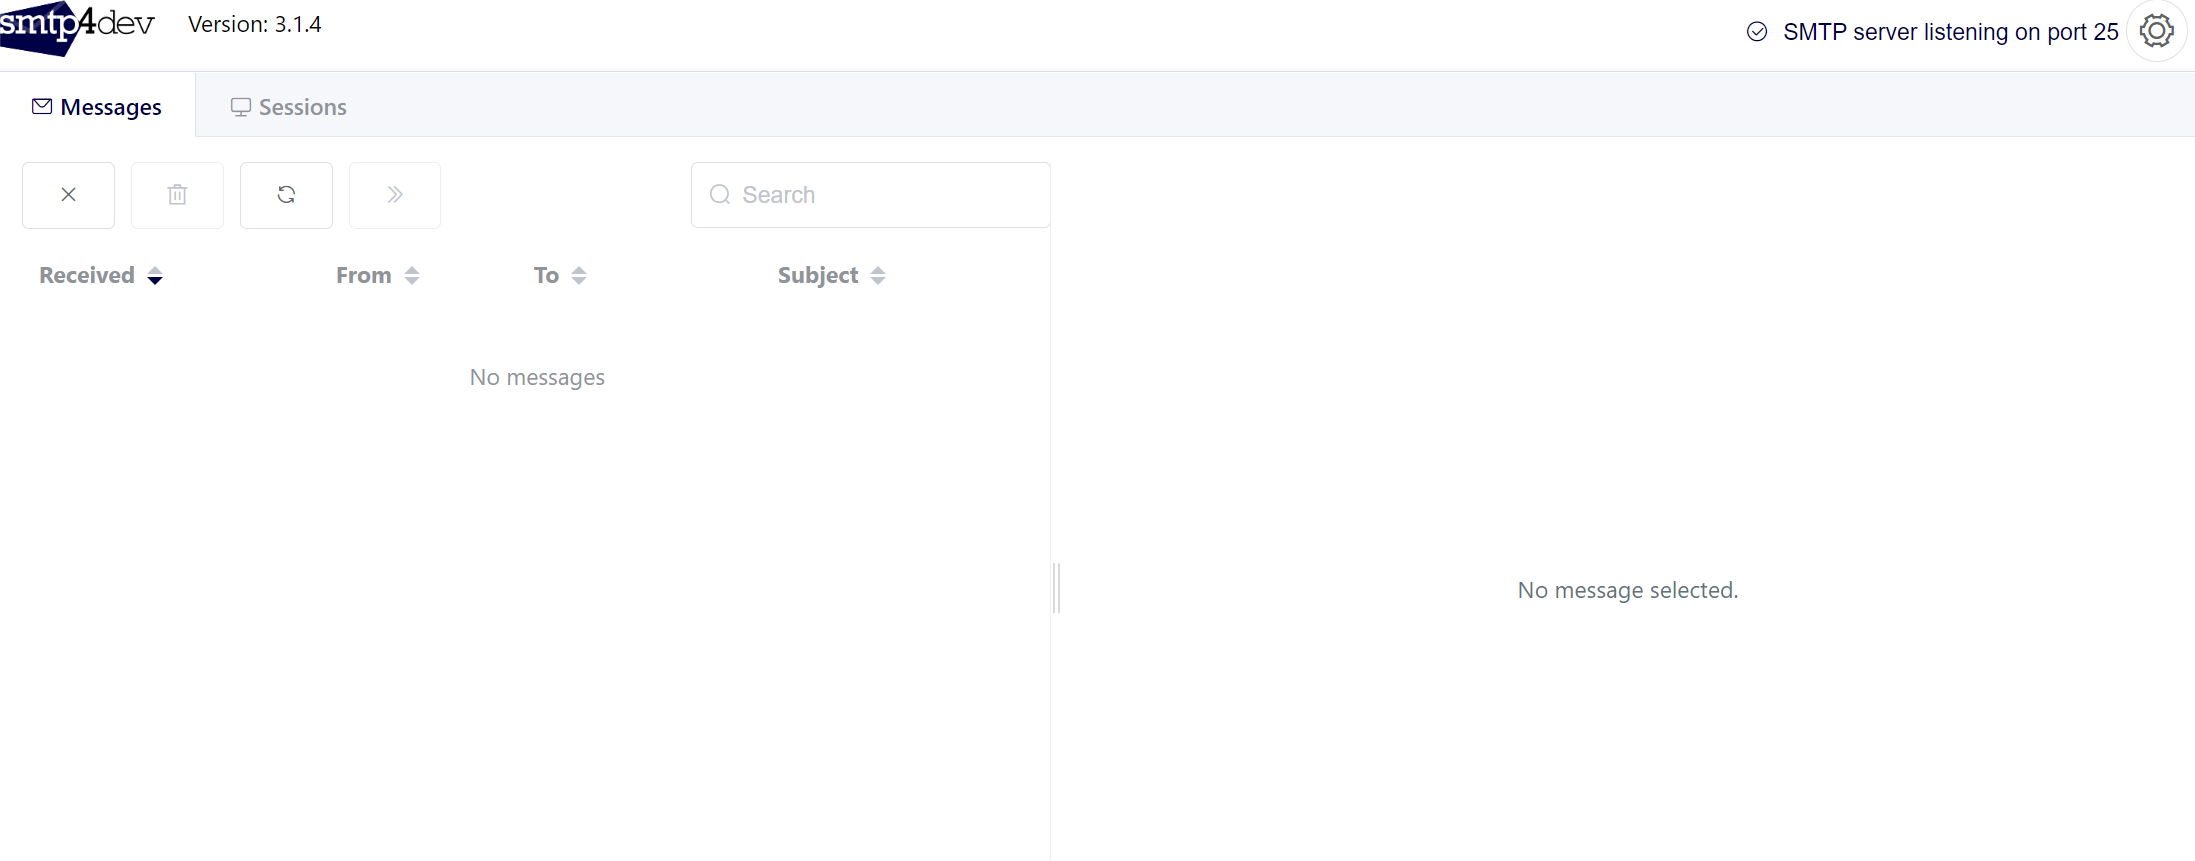 smtp4dev Version: 3.1.4 SMTP server listening on port 25
Messages Sessions
Search
Received From To Subject
No messages
No message selected.